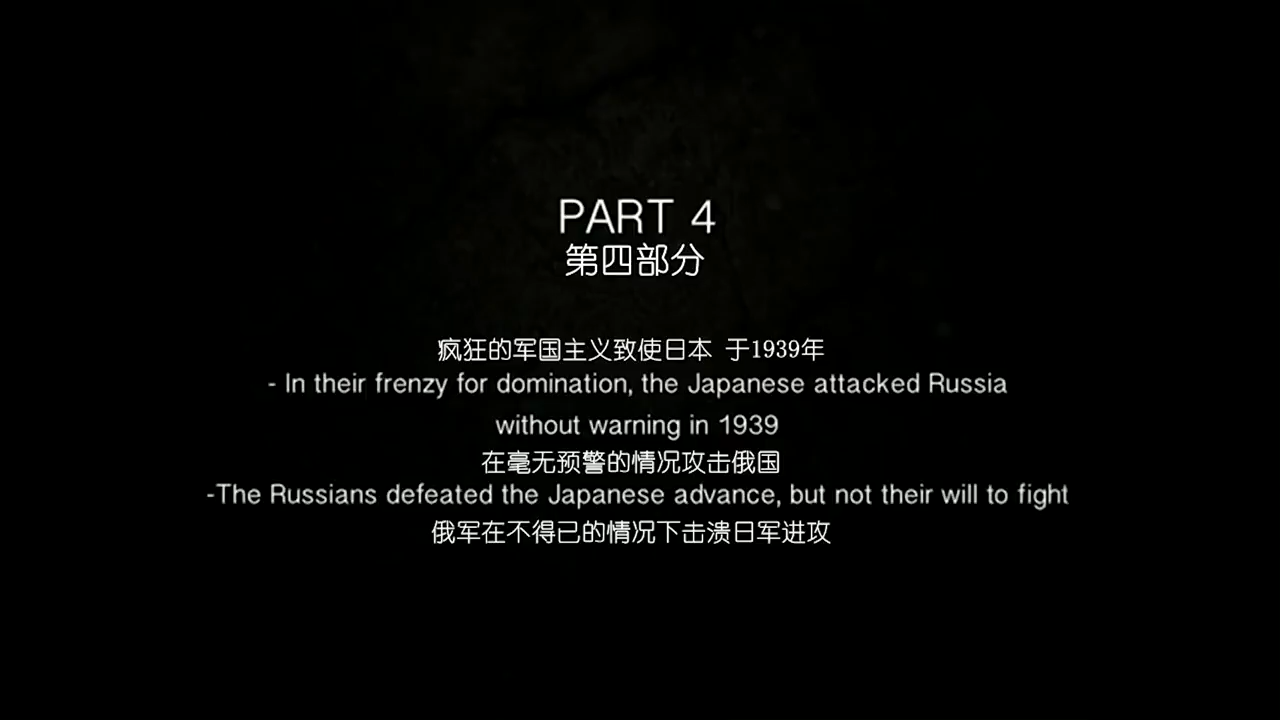 PART 4
第四部分
疯狂的军国主义致使日本 于1939年
- In their frenzy for domination, the Japanese attacked Russia
without warning in 1939
在毫无预警的情况攻击俄国
-The Russians defeated the Japanese advance, but not their will to fight
俄军在不得已的情况下击溃日军进攻